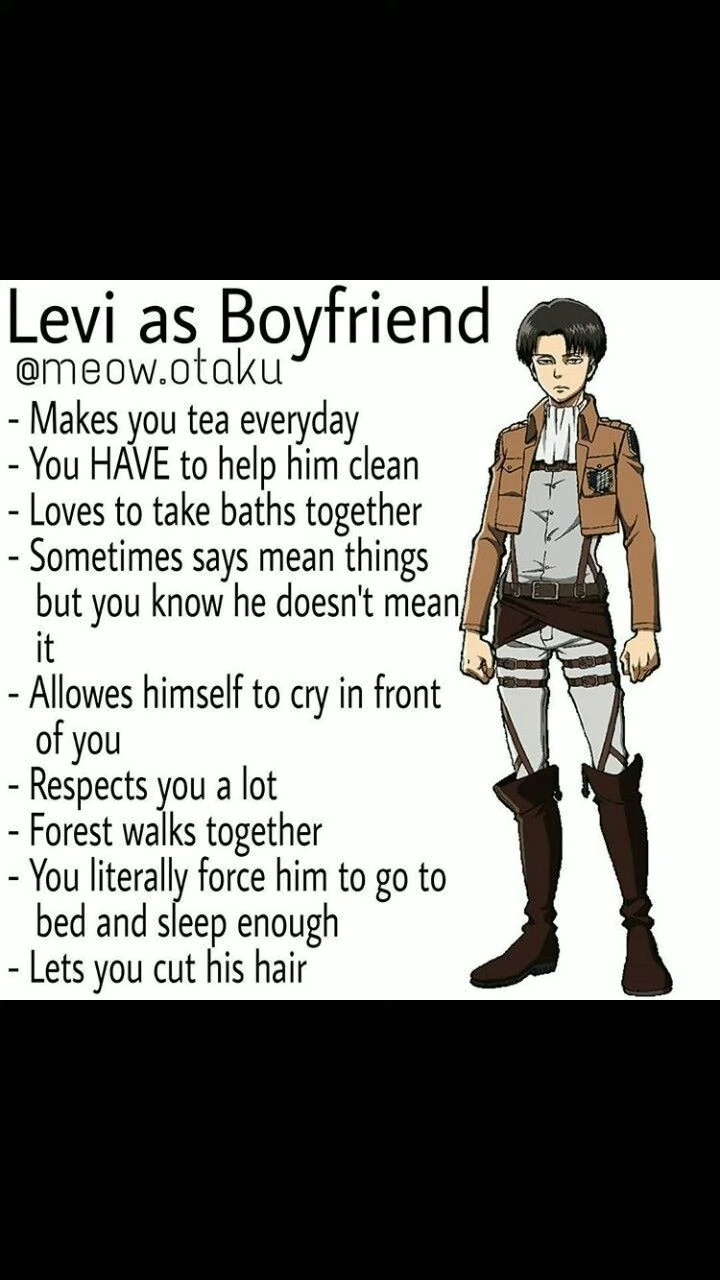 Levi as Boyfriend
@meow.otaku
- Makes you tea everyday
- You HAVE to help him clean
- Loves to take baths together
- Sometimes says mean things
but you know he doesn't mean
it
- Allowes himself to cry in front
of you
- Respects you a lot
- Forest walks together
- You literally force him to go to
bed and sleep enough
- Lets you cut his hair